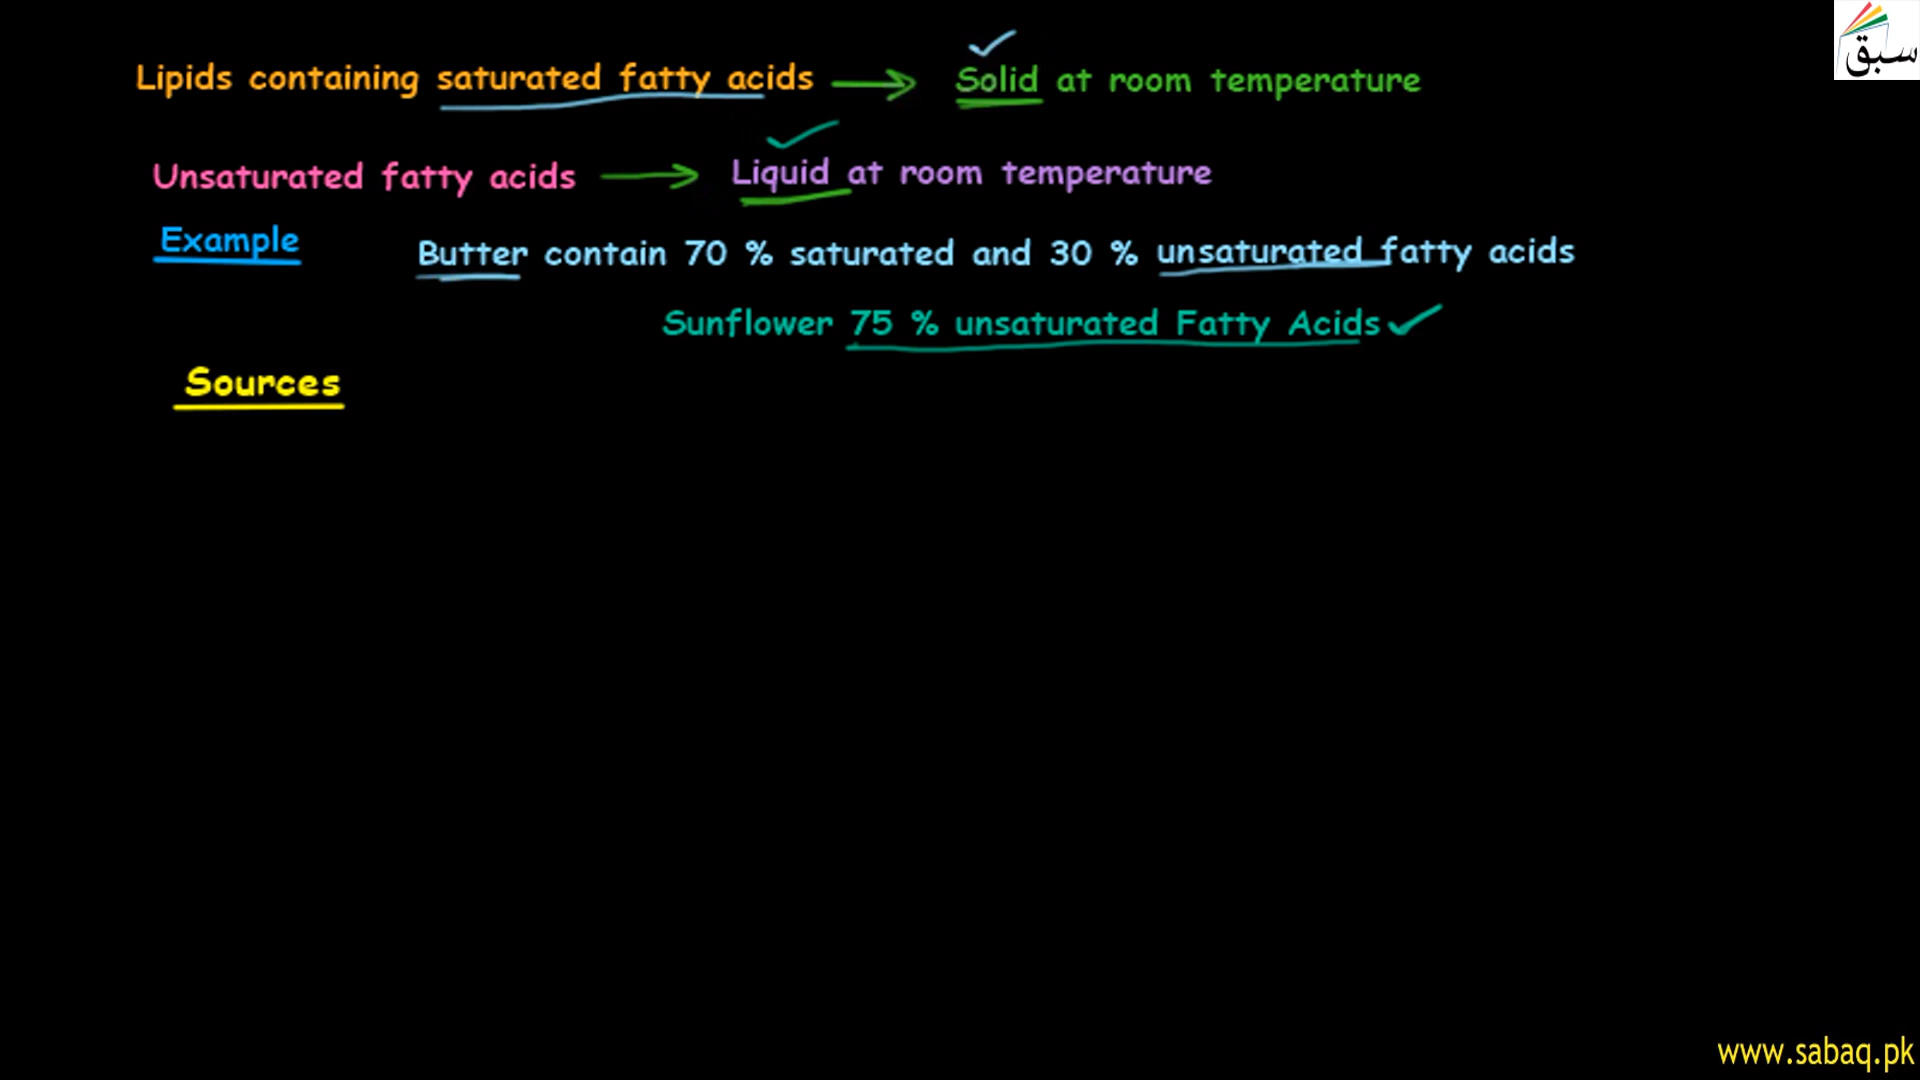 سبق
Lipids containing saturated fatty acids → Solid at room temperature
Unsaturated fatty acids → Liquid at room temperature
Example Butter contain 70 % saturated and 30 % unsaturated fatty acids
Sunflower 75 % unsaturated Fatty Acids
Sources
www.sabaq.pk